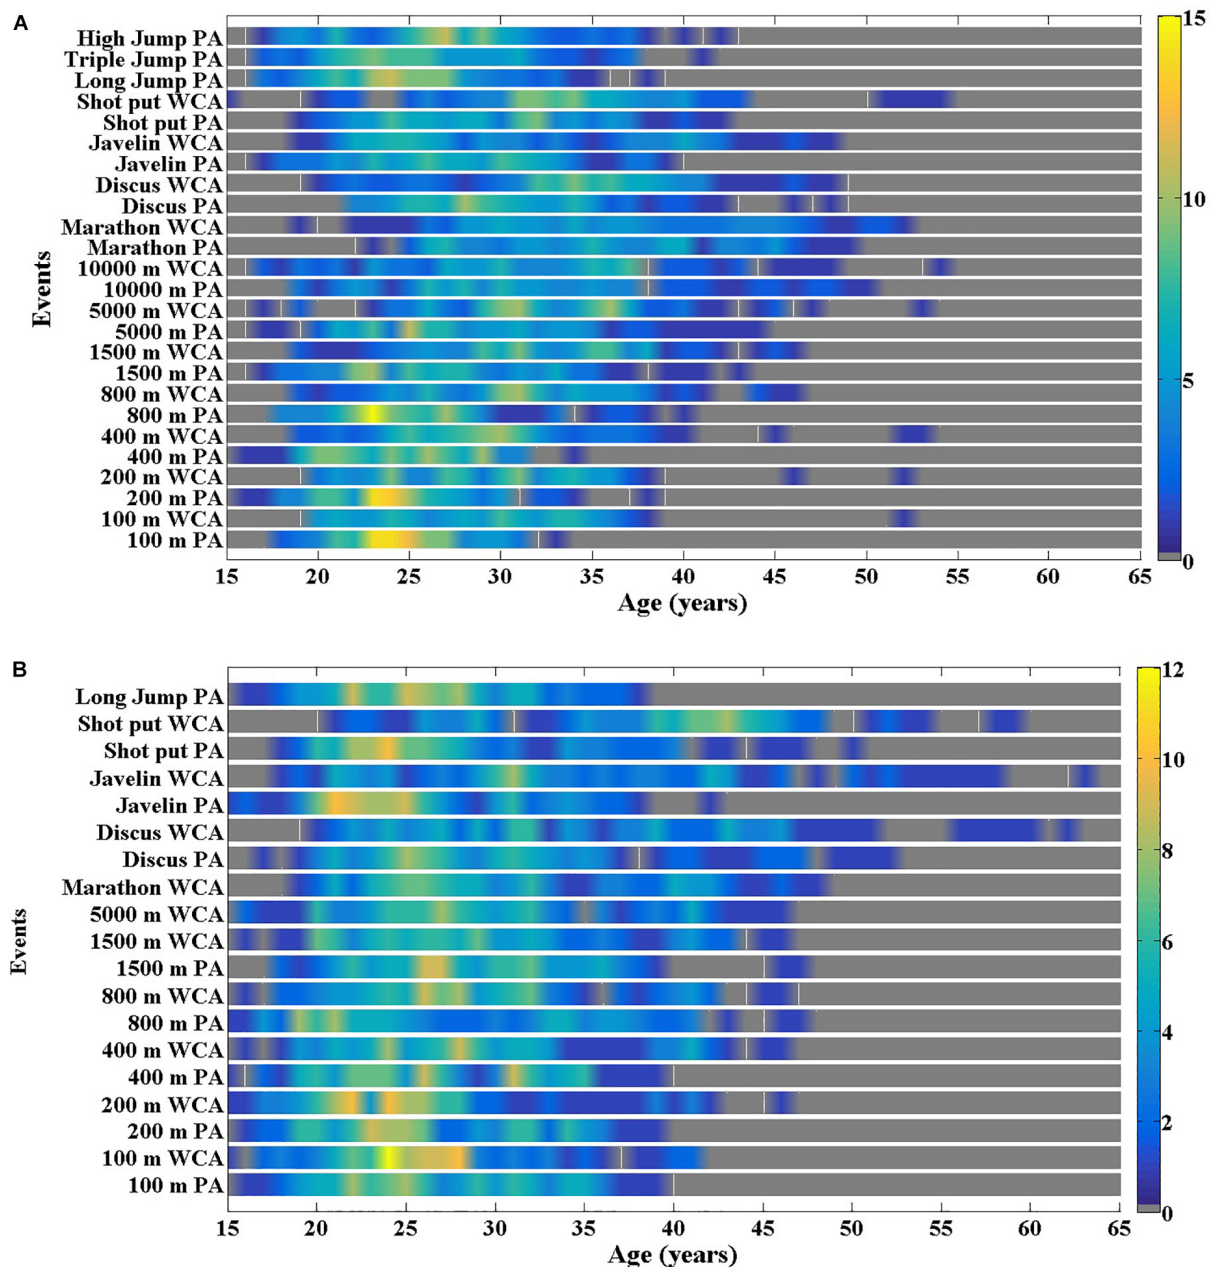 A
15
High Jump PA
Triple Jump PA
Long Jump PA
Shot put WCA
Shot put PA
Javelin WCA
Javelin PA
Discus WCA
Discus PA
Marathon WCA
Marathon PA
10000 m WCA
10000 m PA
5000 m WCA
5000 m PA
1500 m WCA
1500 m PA
800 m WCA
800 m PA
400 m WCA
400 m PA
200 m WCA
200 m PA
100 m WCA
100 m PA
Events
10
5
0
15 20 25 30 35 40 45 50 55 60 65
Age (years)
B
12
Long Jump PA
Shot put WCA
Shot put PA
Javelin WCA
Javelin PA
Discus WCA
Discus PA
Marathon WCA
5000 m WCA
1500 m WCA
1500 m PA
800 m WCA
800 m PA
400 m WCA
400 m PA
200 m WCA
200 m PA
100 m WCA
100 m PA
Events
10
8
6
4
2
0
15 20 25 30 35 40 45 50 55 60 65
Age (years)